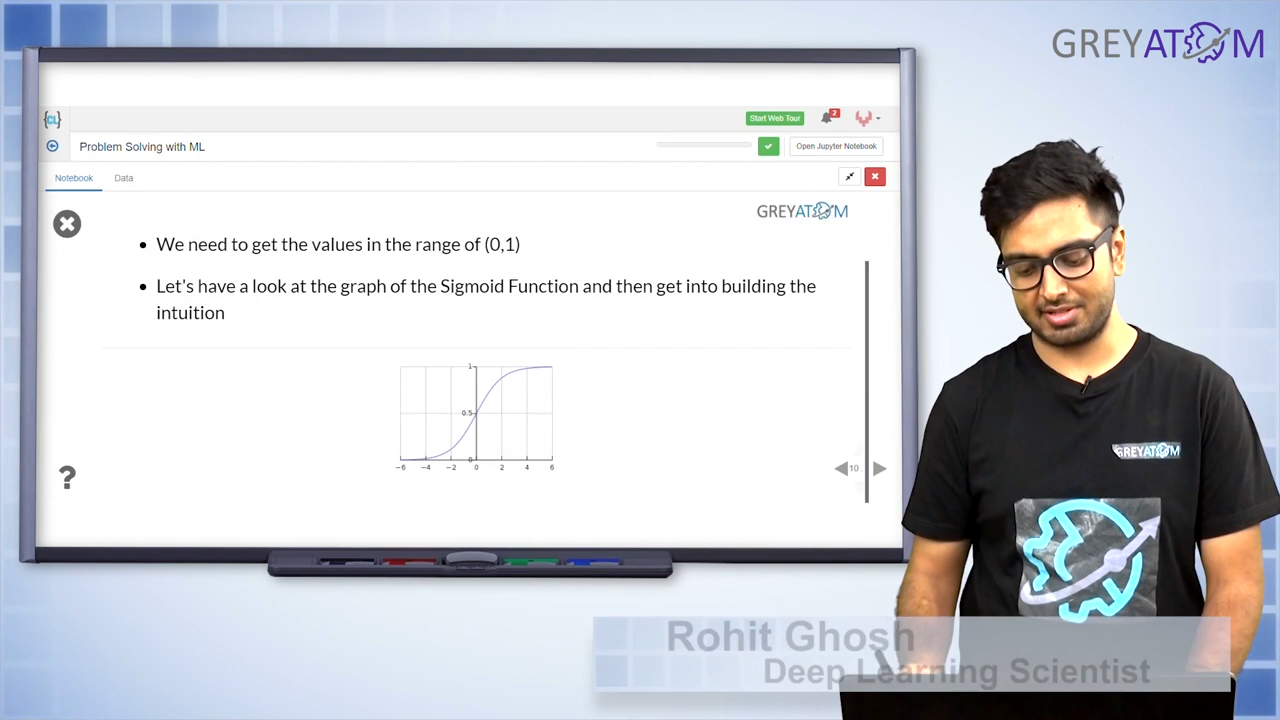 GREYATOM
{CL}
Start Web Tour
2
Problem Solving with ML
Open Jupyter Notebook
Notebook
Data
GREYATOM
• We need to get the values in the range of (0,1)
• Let's have a look at the graph of the Sigmoid Function and then get into building the
intuition
1
0.5
0
−6 −4 −2 0 2 4 6
?
10
GREYATOM
Rohit Ghosh
Deep Learning Scientist